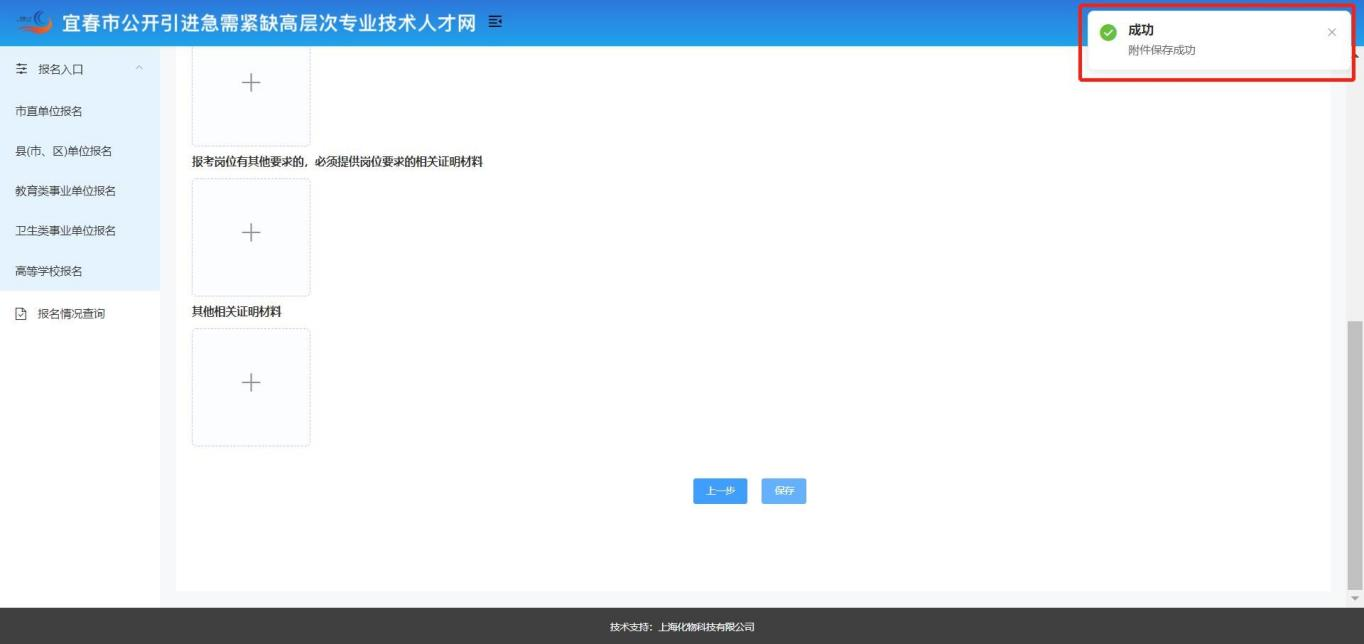 宜春市公开引进急需紧缺高层次专业技术人才网
成功
附件保存成功
报名入口
市直单位报名
县(市、区)单位报名
教育类事业单位报名
卫生类事业单位报名
高等学校报名
报名情况查询
报考岗位有其他要求的，必须提供岗位要求的相关证明材料
其他相关证明材料
上一步
保存
技术支持：上海化物科技有限公司